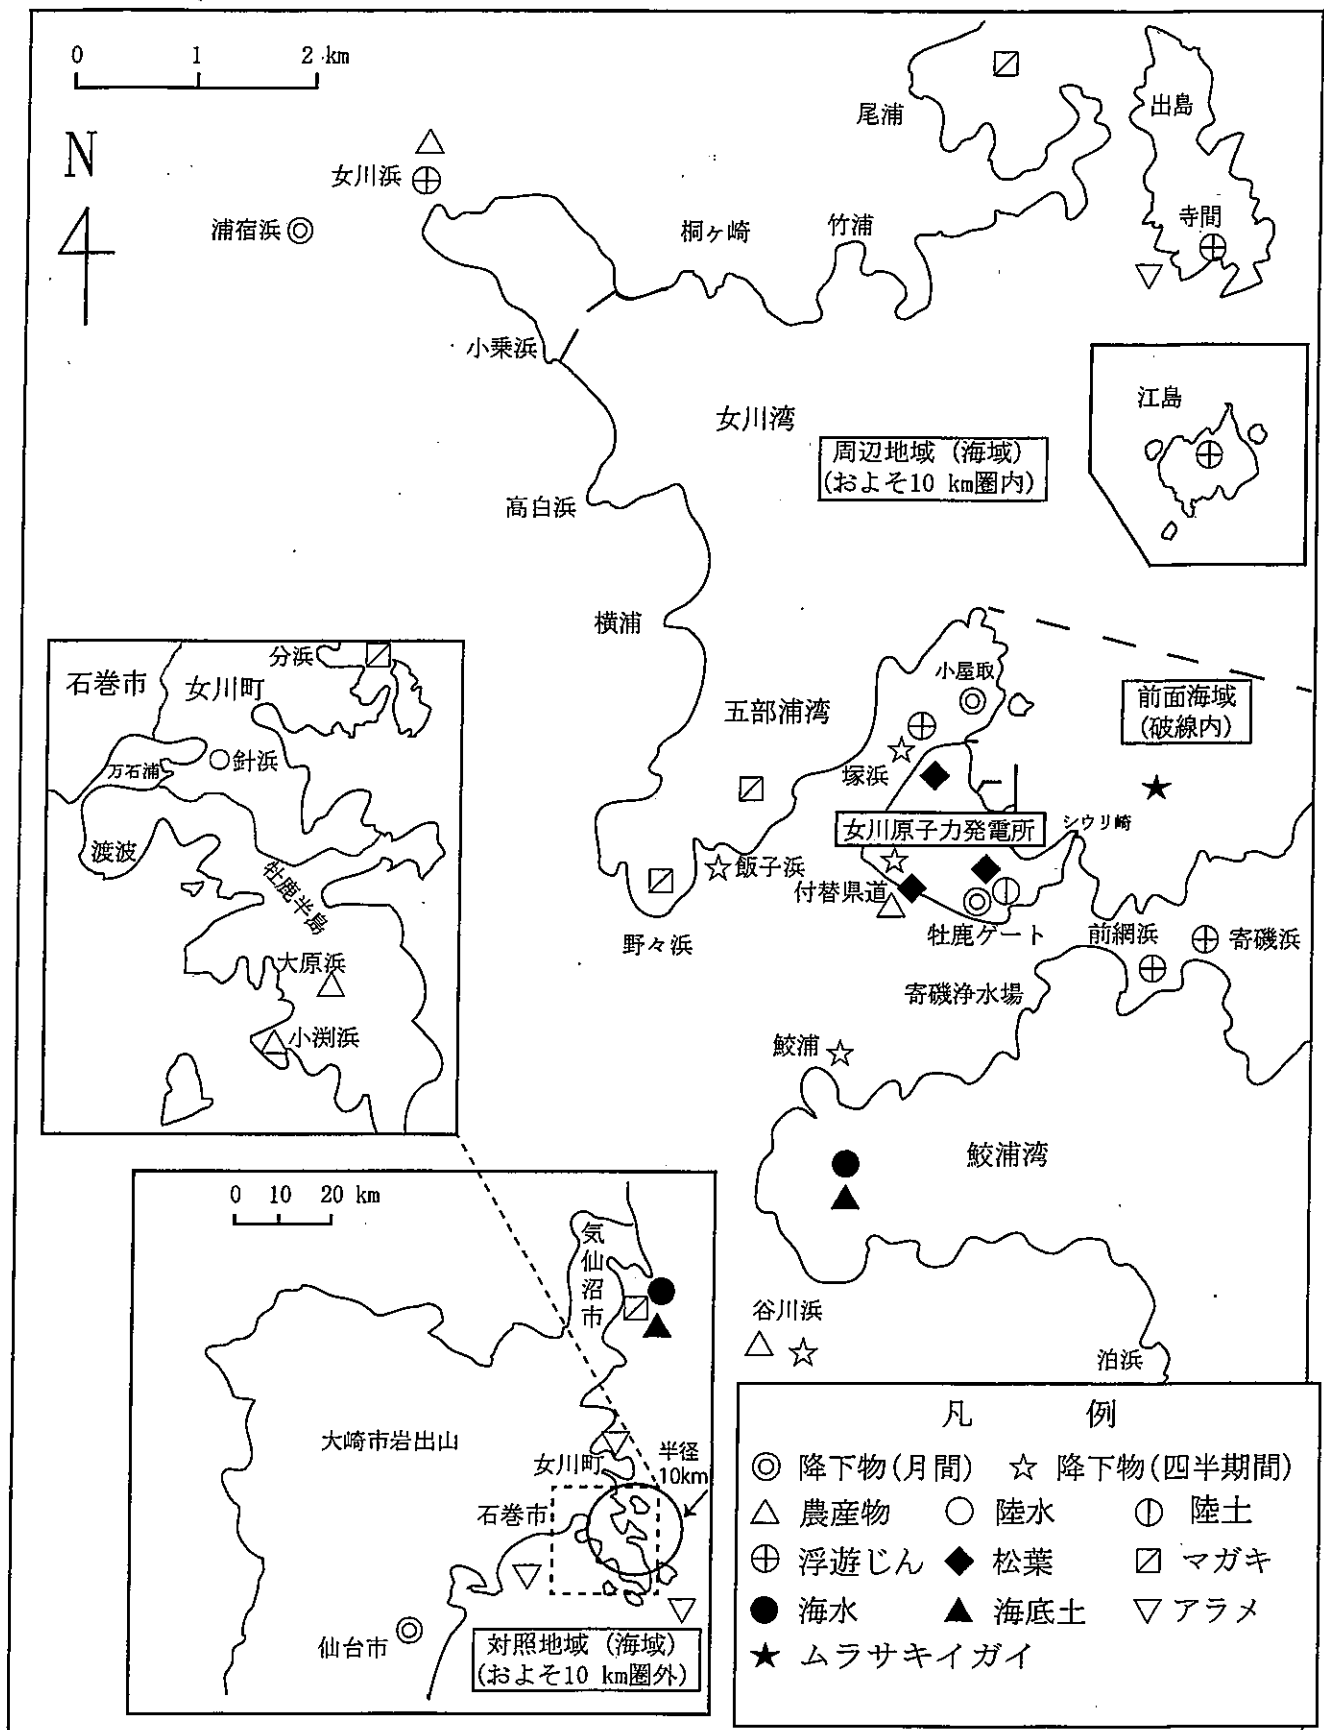 0 1 2 km
N
尾浦
出島
女川浜
浦宿浜
桐ヶ崎
竹浦
寺間
小乗浜
江島
女川湾
周辺地域 (海域)
(およそ10 km圏内)
高白浜
横浦
小屋取
五部浦湾
前面海域
(破線内)
塚浜
女川原子力発電所
シウリ崎
飯子浜
付替県道
野々浜
牡鹿ゲート
前網浜
寄磯浜
寄磯浄水場
鮫浦
鮫浦湾
谷川浜
泊浜
分浜
石巻市
女川町
針浜
万石浦
渡波
牡鹿半島
大原浜
小渕浜
0 10 20 km
気仙沼市
大崎市岩出山
女川町
半径
10km
石巻市
仙台市
対照地域 (海域)
(およそ10 km圏外)
凡 例
◎ 降下物(月間) ☆ 降下物(四半期間)
△ 農産物 ○ 陸水 ⦶ 陸土
⊕ 浮遊じん ◆ 松葉 ⧄ マガキ
● 海水 ▲ 海底土 ▽ アラメ
★ ムラサキイガイ